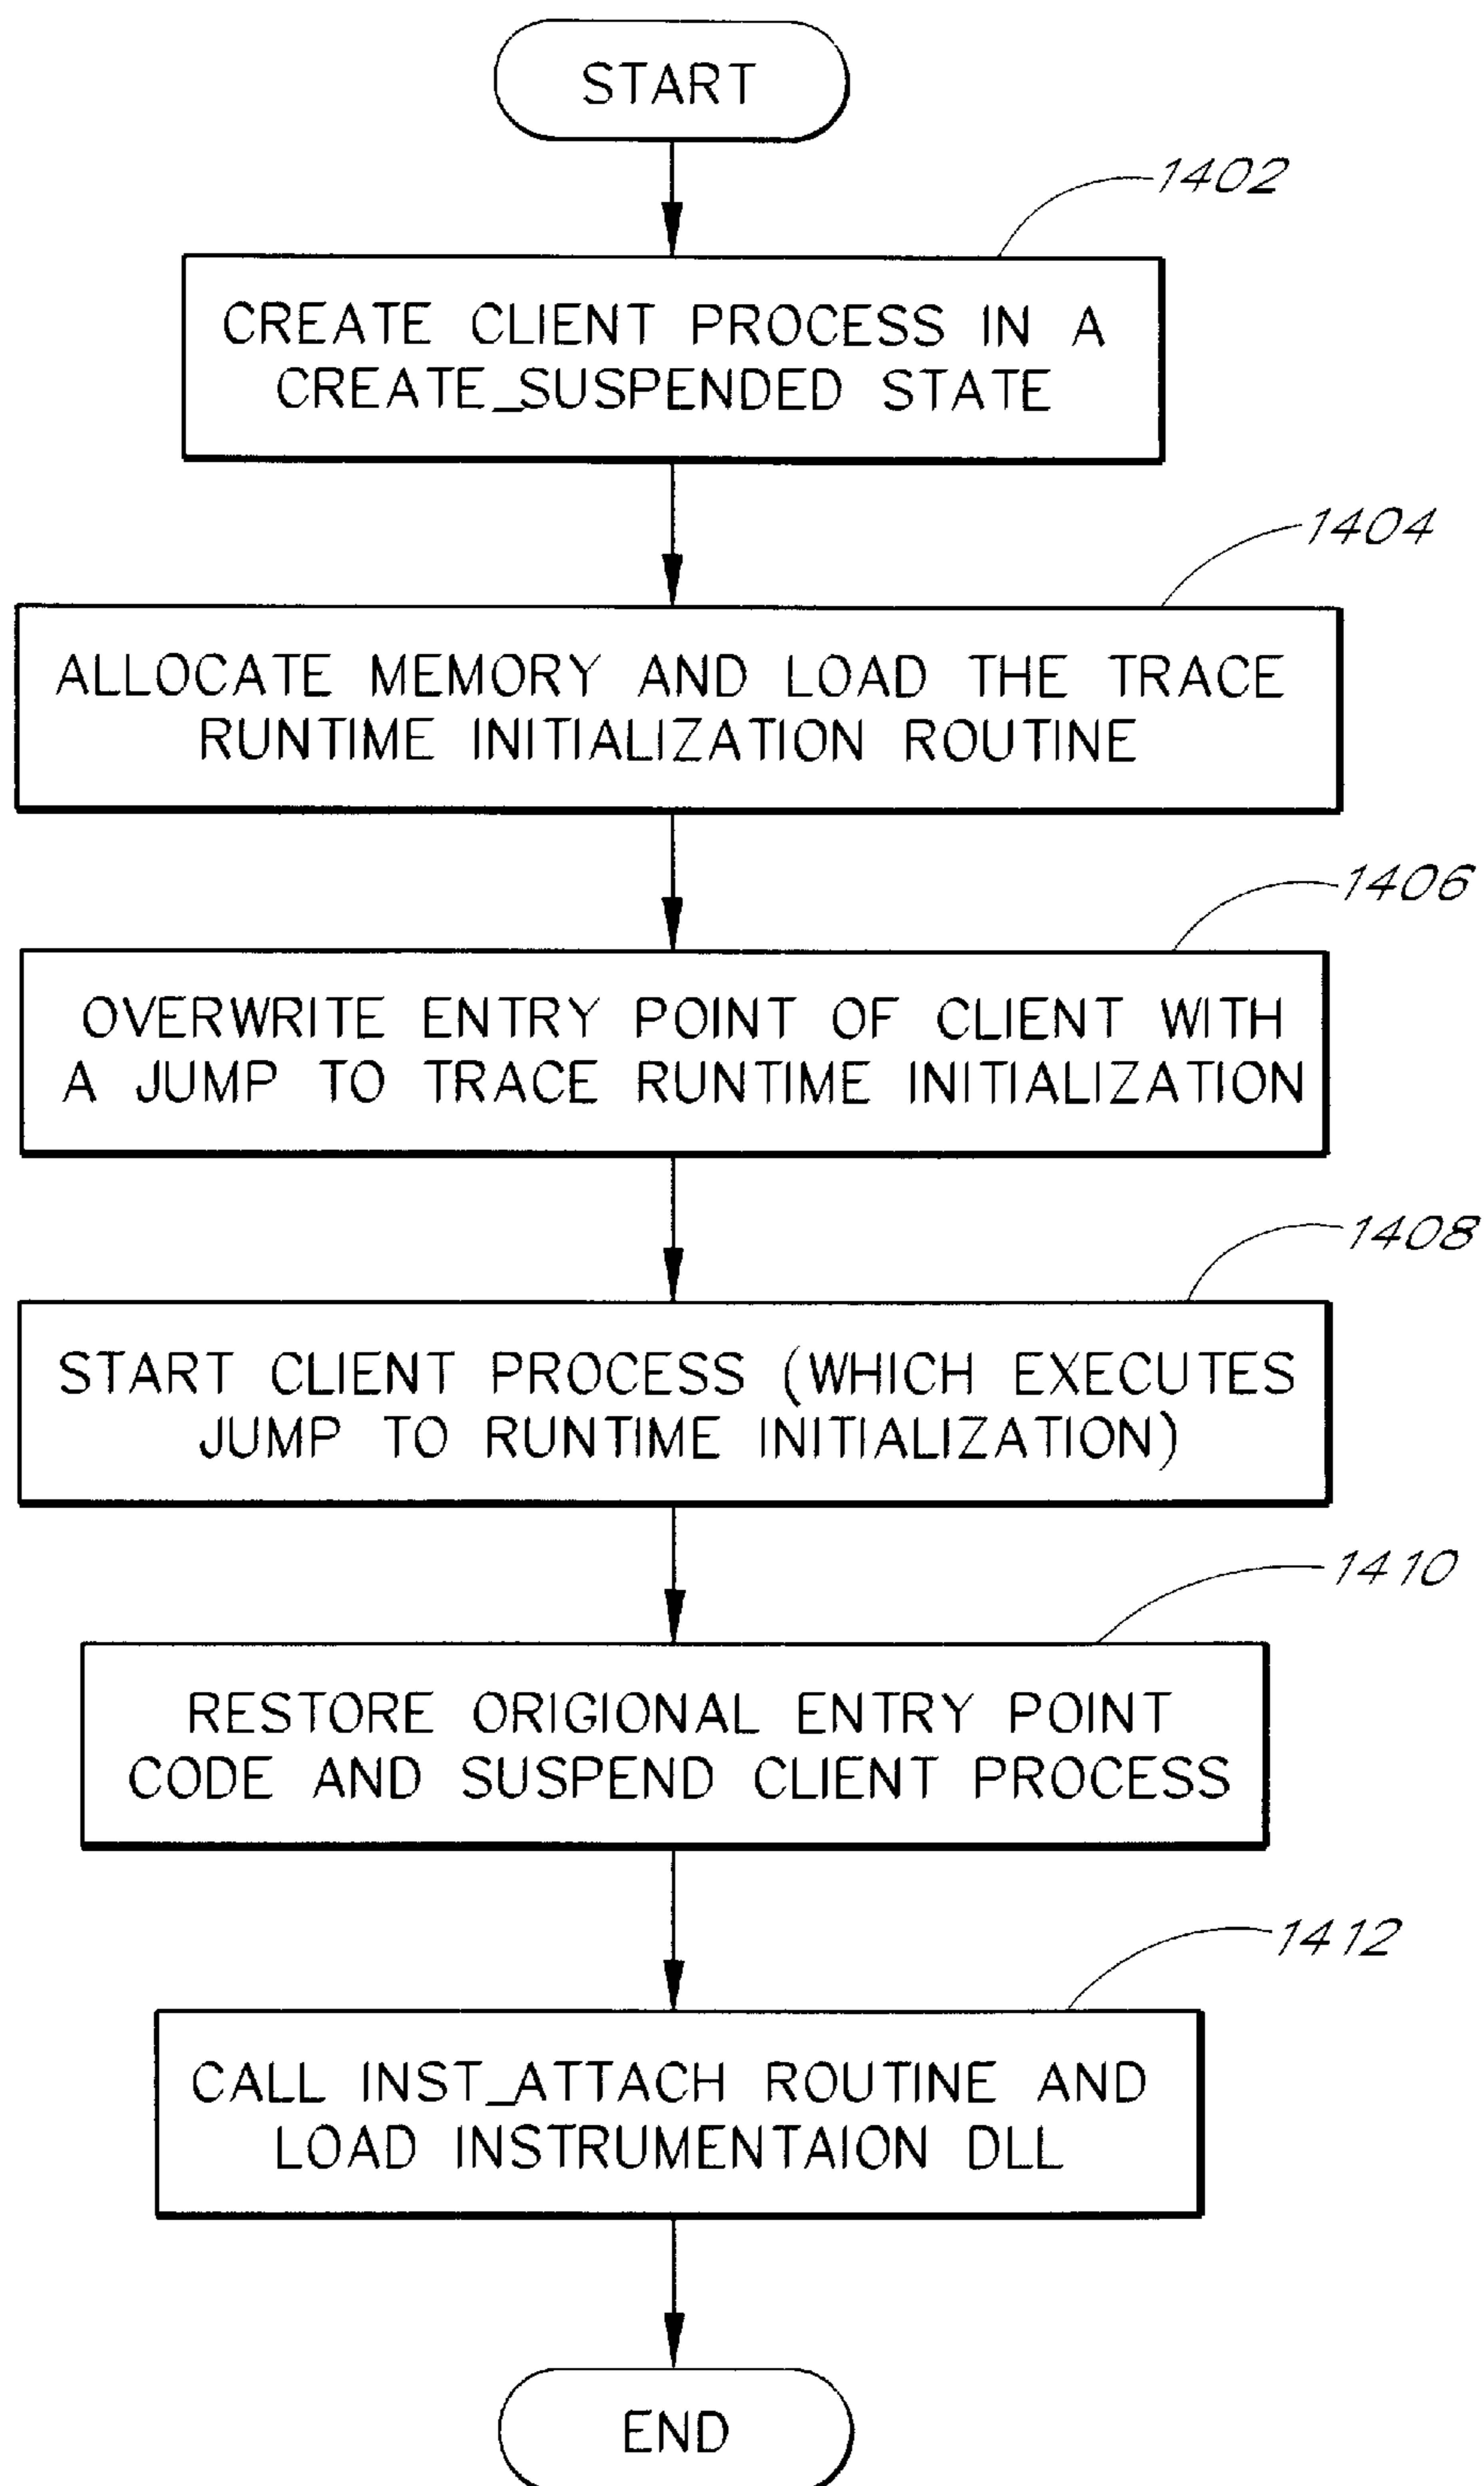 START
1402
CREATE CLIENT PROCESS IN A
CREATE_SUSPENDED STATE
1404
ALLOCATE MEMORY AND LOAD THE TRACE
RUNTIME INITIALIZATION ROUTINE
1406
OVERWRITE ENTRY POINT OF CLIENT WITH
A JUMP TO TRACE RUNTIME INITIALIZATION
1408
START CLIENT PROCESS (WHICH EXECUTES
JUMP TO RUNTIME INITIALIZATION)
1410
RESTORE ORIGIONAL ENTRY POINT
CODE AND SUSPEND CLIENT PROCESS
1412
CALL INST_ATTACH ROUTINE AND
LOAD INSTRUMENTAION DLL
END